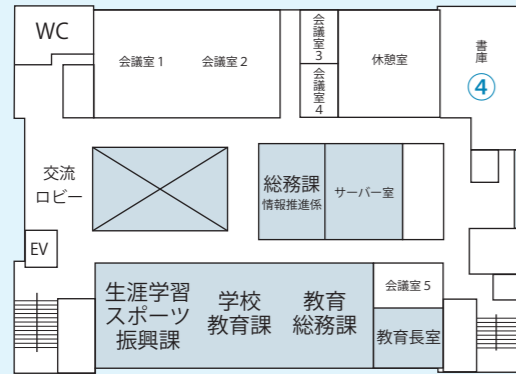 WC
会議室 1
会議室 2
会議室 3
会議室 4
休憩室
書庫
④
交流
ロビー
総務課
情報推進係
サーバー室
EV
生涯学習
スポーツ
振興課
学校
教育課
教育
総務課
会議室 5
教育長室